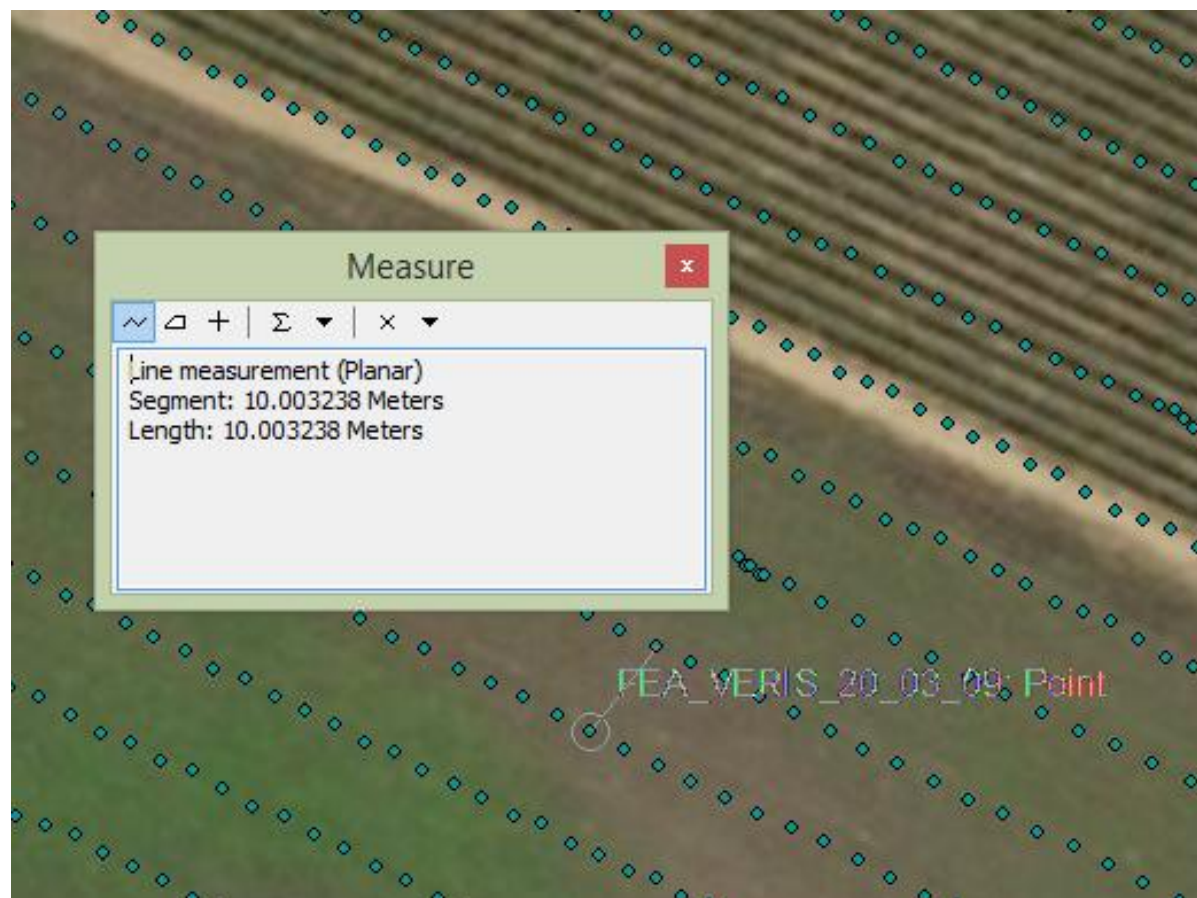 Measure
Line measurement (Planar)
Segment: 10.003238 Meters
Length: 10.003238 Meters
FEA_VERIS_20_03_09: Point